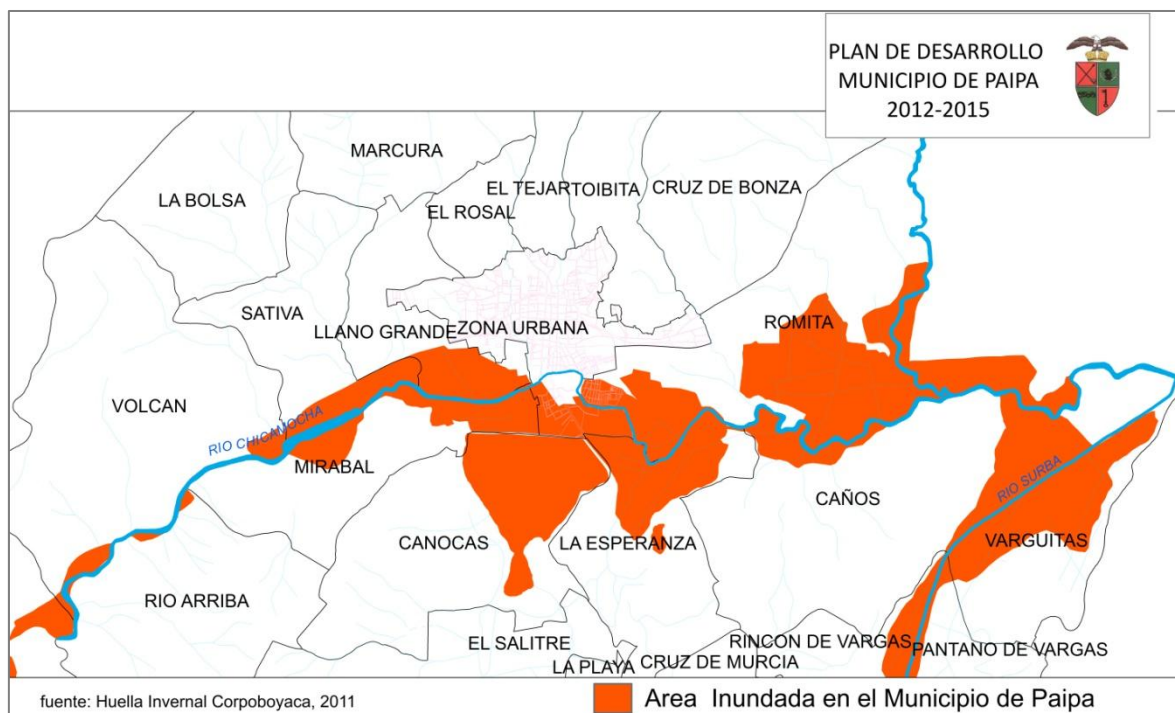 PLAN DE DESARROLLO
MUNICIPIO DE PAIPA
2012-2015
MARCURA
LA BOLSA
EL TEJAR
TOIBITA
CRUZ DE BONZA
EL ROSAL
SATIVA
LLANO GRANDE
ZONA URBANA
ROMITA
VOLCAN
RIO CHICAMOCHA
MIRABAL
CAÑOS
RIO SURBA
CANOCAS
LA ESPERANZA
VARGUITAS
RIO ARRIBA
EL SALITRE
RINCON DE VARGAS
PANTANO DE VARGAS
LA PLAYA
CRUZ DE MURCIA
fuente: Huella Invernal Corpoboyaca, 2011
Area Inundada en el Municipio de Paipa